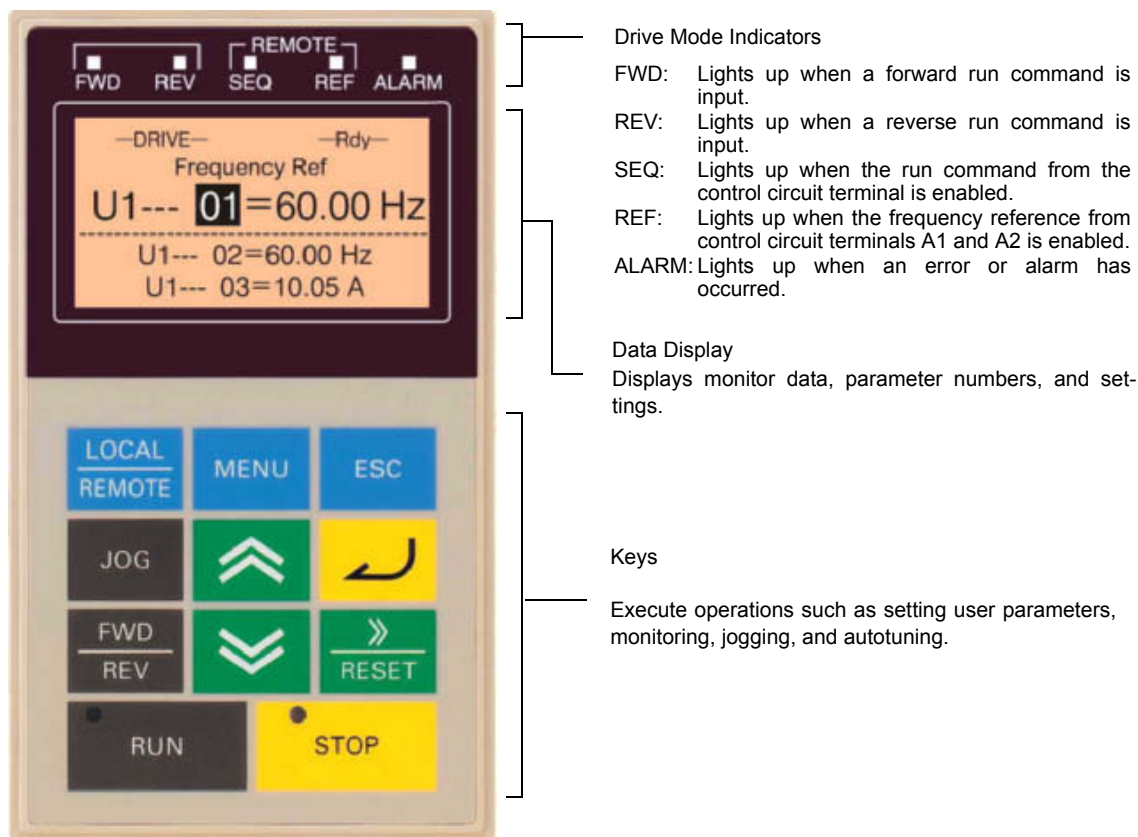 REMOTE
FWD REV SEQ REF ALARM
—DRIVE— —Rdy—
Frequency Ref
U1--- 01=60.00 Hz
U1--- 02=60.00 Hz
U1--- 03=10.05 A
LOCAL
REMOTE
MENU
ESC
JOG
FWD
REV
RESET
RUN
STOP
Drive Mode Indicators
FWD: Lights up when a forward run command is
input.
REV: Lights up when a reverse run command is
input.
SEQ: Lights up when the run command from the
control circuit terminal is enabled.
REF: Lights up when the frequency reference from
control circuit terminals A1 and A2 is enabled.
ALARM: Lights up when an error or alarm has
occurred.
Data Display
Displays monitor data, parameter numbers, and set-
tings.
Keys
Execute operations such as setting user parameters,
monitoring, jogging, and autotuning.